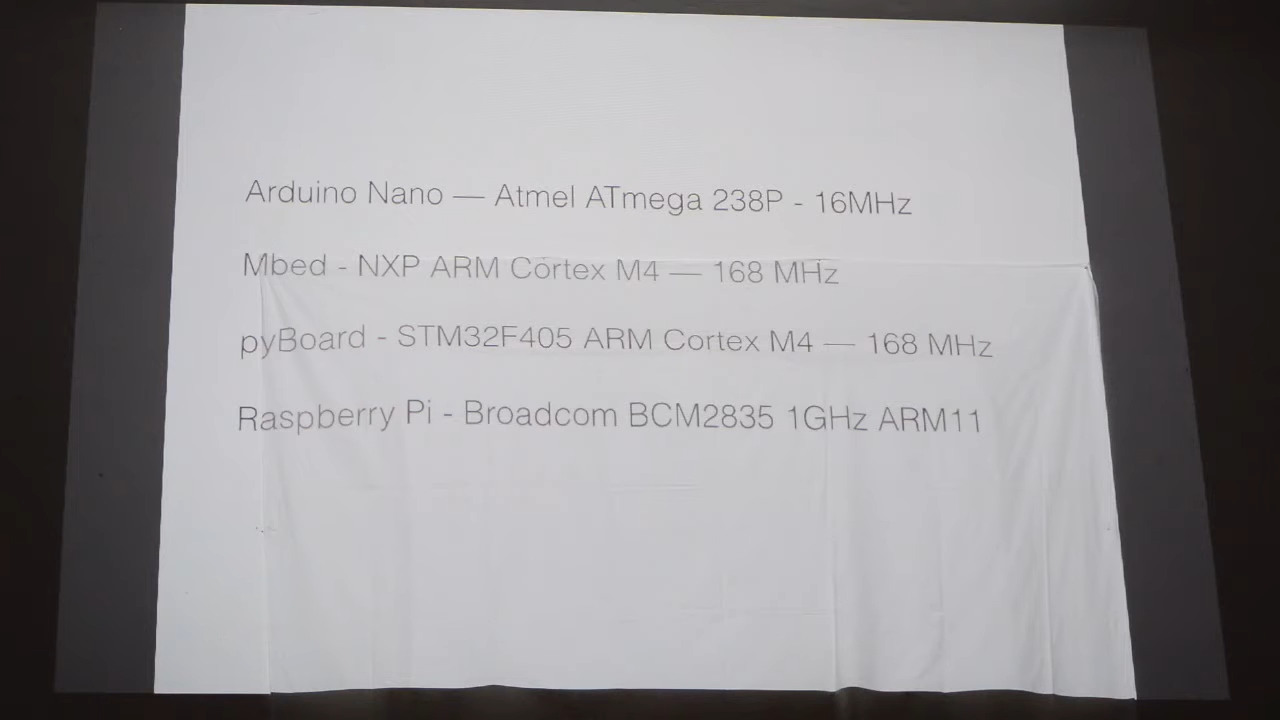 Arduino Nano — Atmel ATmega 238P - 16MHz
Mbed - NXP ARM Cortex M4 — 168 MHz
pyBoard - STM32F405 ARM Cortex M4 — 168 MHz
Raspberry Pi - Broadcom BCM2835 1GHz ARM11